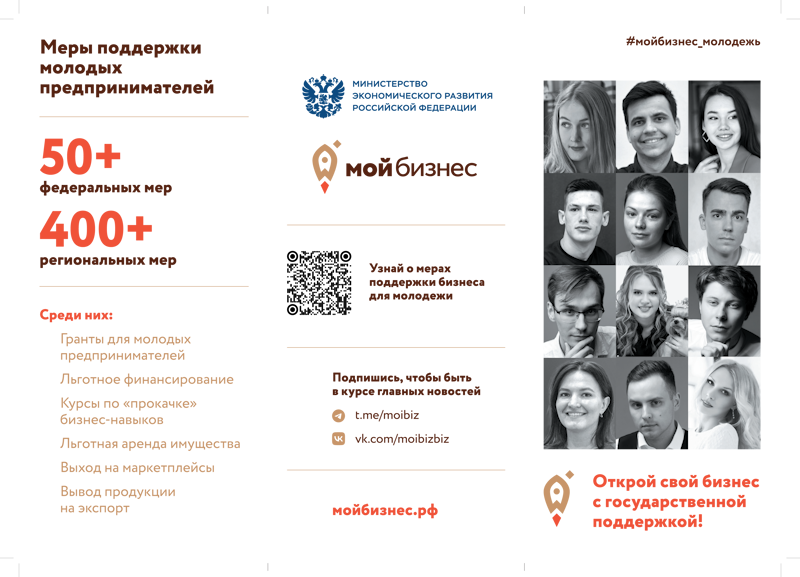 Меры поддержки
молодых
предпринимателей
50+
федеральных мер
400+
региональных мер
Среди них:
Гранты для молодых
предпринимателей
Льготное финансирование
Курсы по «прокачке»
бизнес-навыков
Льготная аренда имущества
Выход на маркетплейсы
Вывод продукции
на экспорт
МИНИСТЕРСТВО
ЭКОНОМИЧЕСКОГО РАЗВИТИЯ
РОССИЙСКОЙ ФЕДЕРАЦИИ
мой бизнес
Узнай о мерах
поддержки бизнеса
для молодежи
Подпишись, чтобы быть
в курсе главных новостей
t.me/moibiz
vk.com/moibizbiz
мойбизнес.рф
#мойбизнес_молодежь
Открой свой бизнес
с государственной
поддержкой!